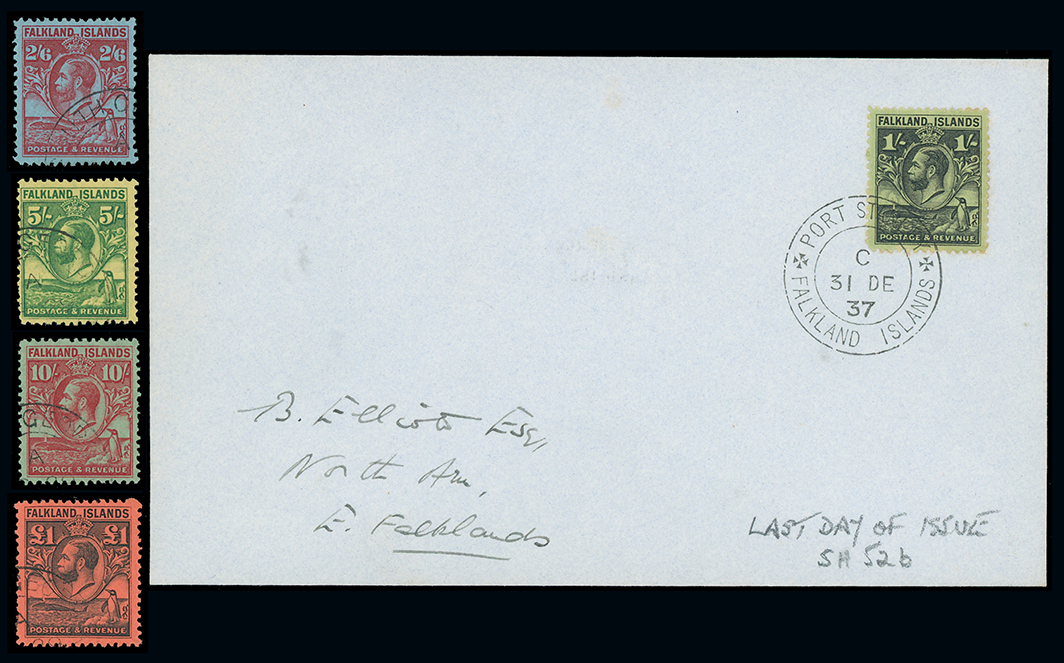 FALKLAND ISLANDS
2/6 2/6
TH O
POSTAGE & REVENUE
FALKLAND ISLANDS
5/- 5/-
POSTAGE & REVENUE
FALKLAND ISLANDS
10/- 10/-
POSTAGE & REVENUE
FALKLAND ISLANDS
£1 £1
POSTAGE & REVENUE
FALKLAND ISLANDS
1/- 1/-
POSTAGE & REVENUE
PORT ST
C
31 DE
37
FALKLAND ISLANDS
B. Elliott Esq,
North Arm,
E. Falklands
LAST DAY OF ISSUE
SH 52b